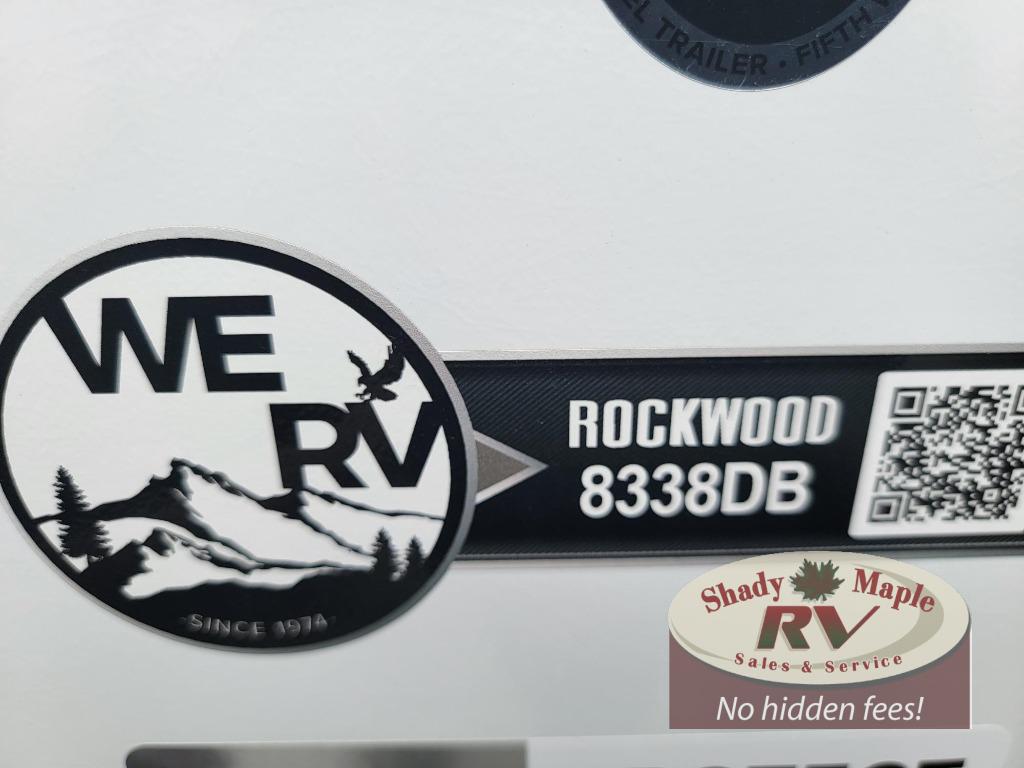 EL TRAILER • FIFTH
WE
RV
ROCKWOOD
8338DB
SINCE 1974
Shady Maple
RV
Sales & Service
No hidden fees!